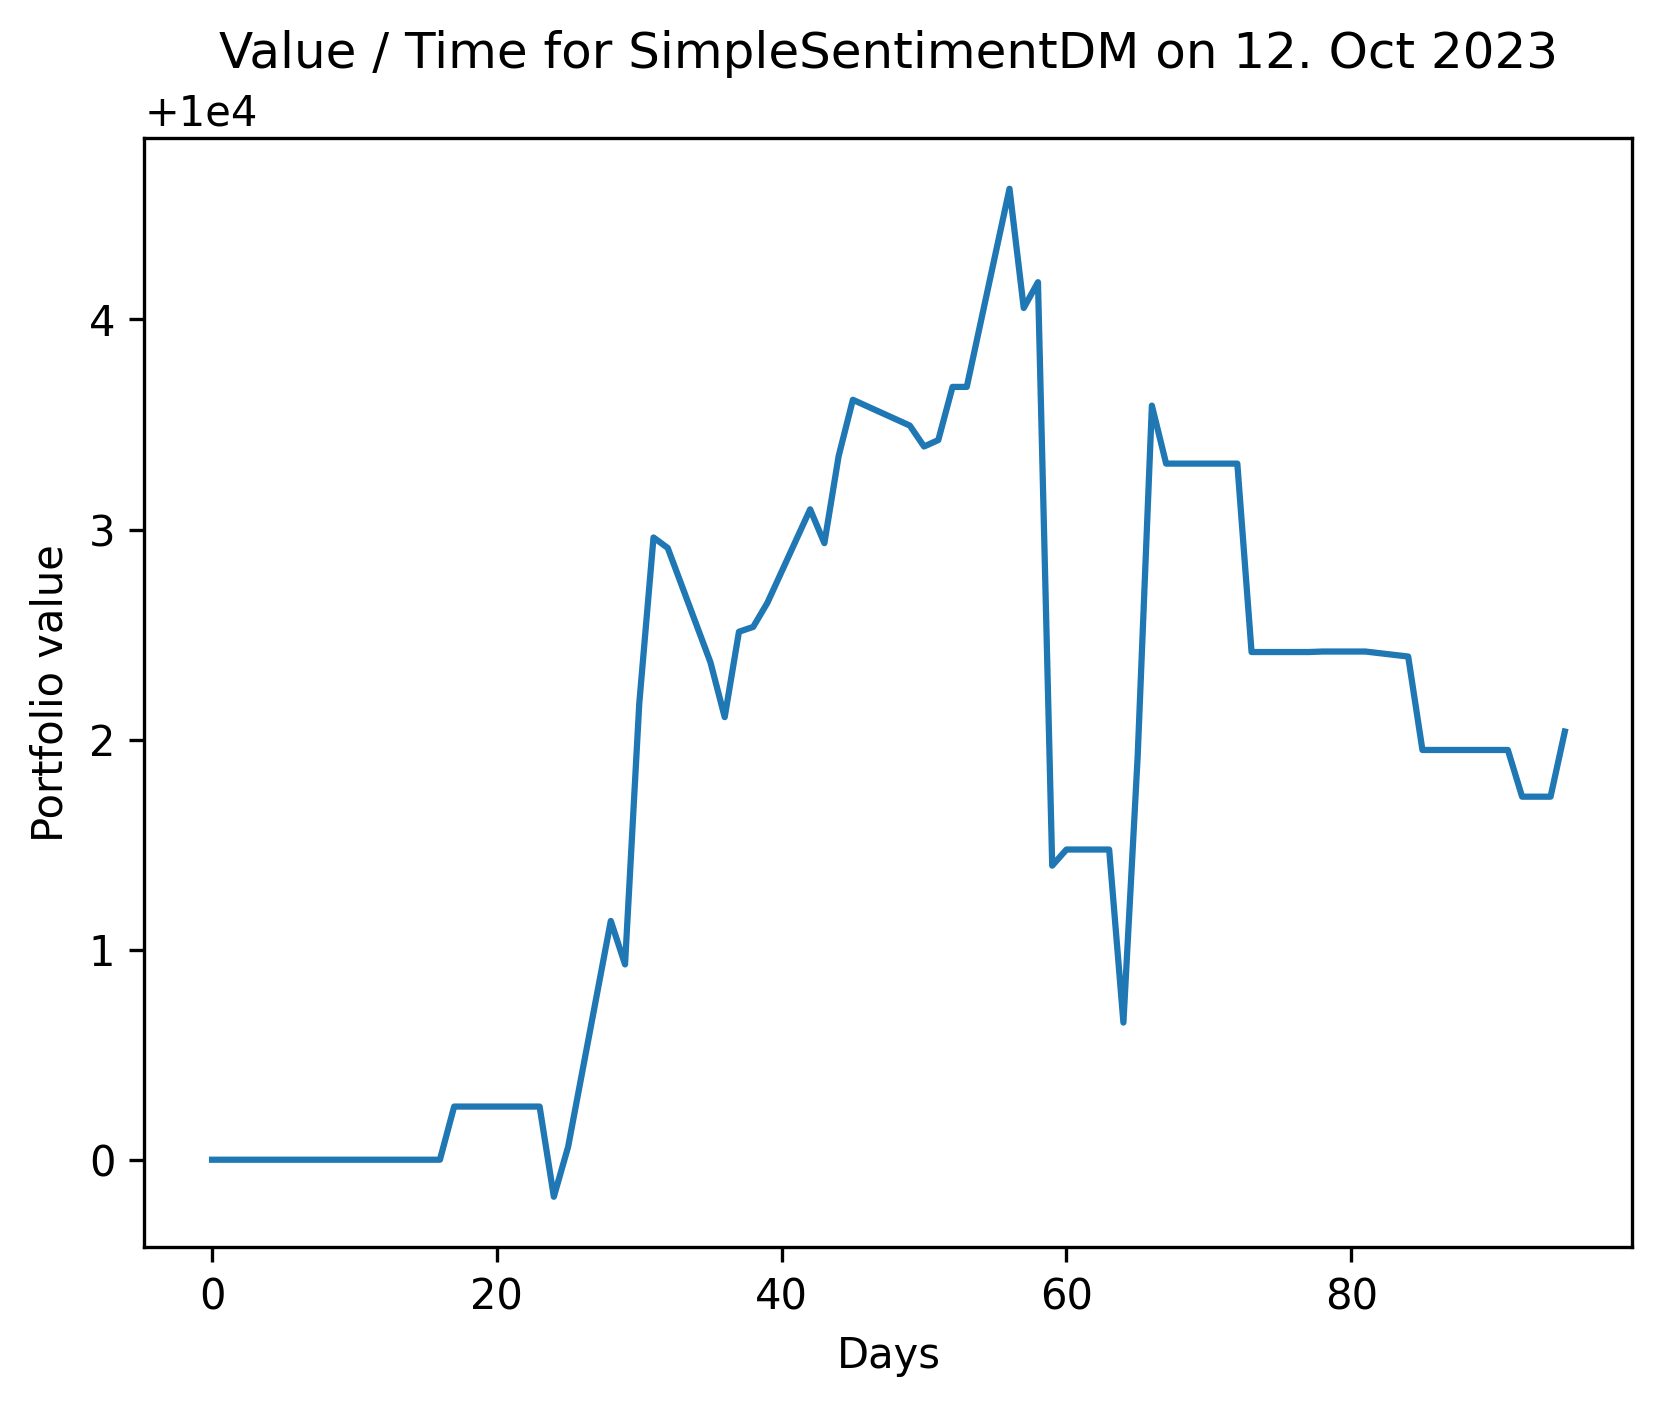 Value / Time for SimpleSentimentDM on 12. Oct 2023
+1e4
4
3
2
1
0
Portfolio value
0 20 40 60 80
Days